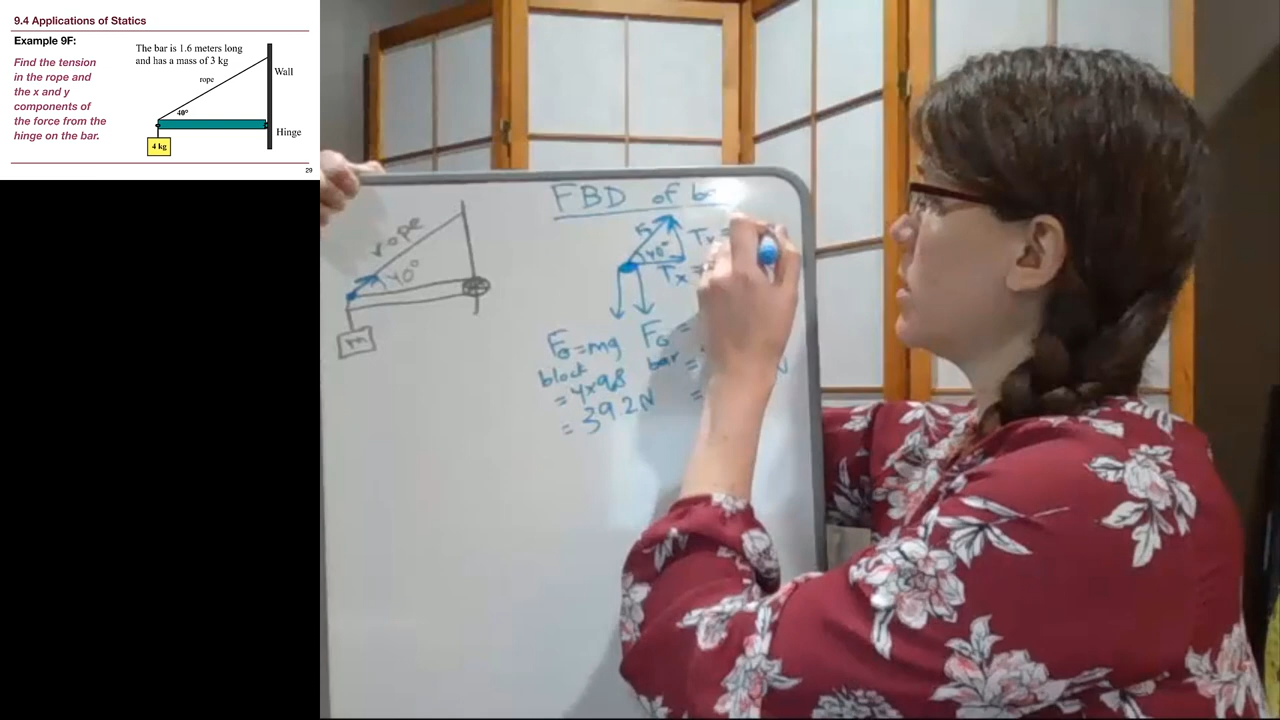 9.4 Applications of Statics
Example 9F:
Find the tension
in the rope and
the x and y
components of
the force from the
hinge on the bar.
The bar is 1.6 meters long
and has a mass of 3 kg
rope
Wall
40°
Hinge
4 kg
29
FBD of
rope
40°
m
40°
Tx =
FG = mg
block
= 4x9.8
= 39.2N
FG =
bar =
=
N